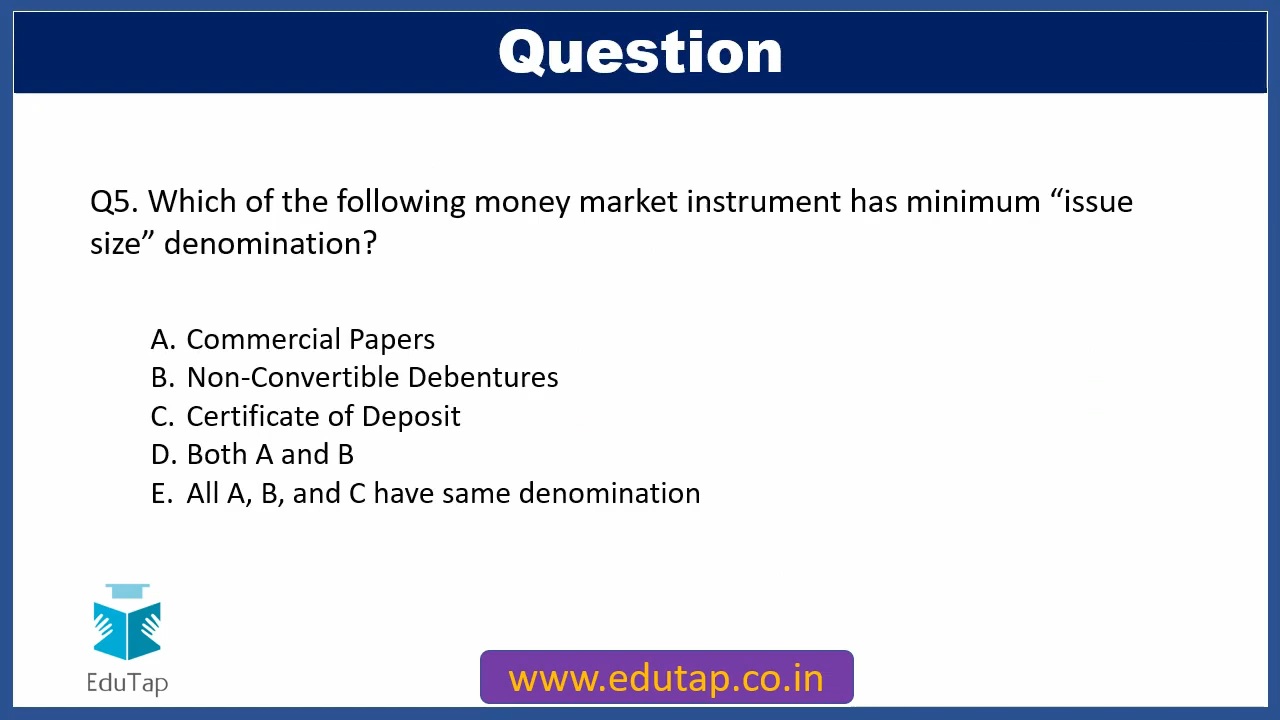 Question
Q5. Which of the following money market instrument has minimum “issue
size” denomination?
A. Commercial Papers
B. Non-Convertible Debentures
C. Certificate of Deposit
D. Both A and B
E. All A, B, and C have same denomination
EduTap
www.edutap.co.in